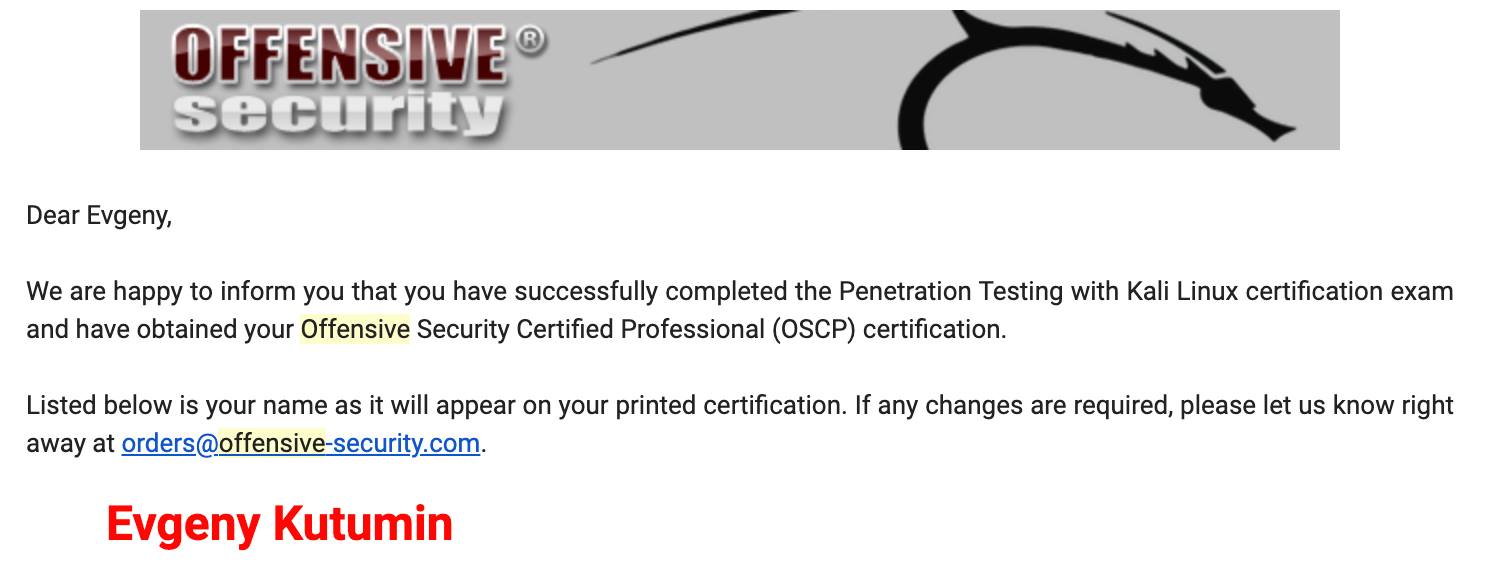 OFFENSIVE®
security
Dear Evgeny,
We are happy to inform you that you have successfully completed the Penetration Testing with Kali Linux certification exam
and have obtained your Offensive Security Certified Professional (OSCP) certification.
Listed below is your name as it will appear on your printed certification. If any changes are required, please let us know right
away at orders@offensive-security.com.
Evgeny Kutumin